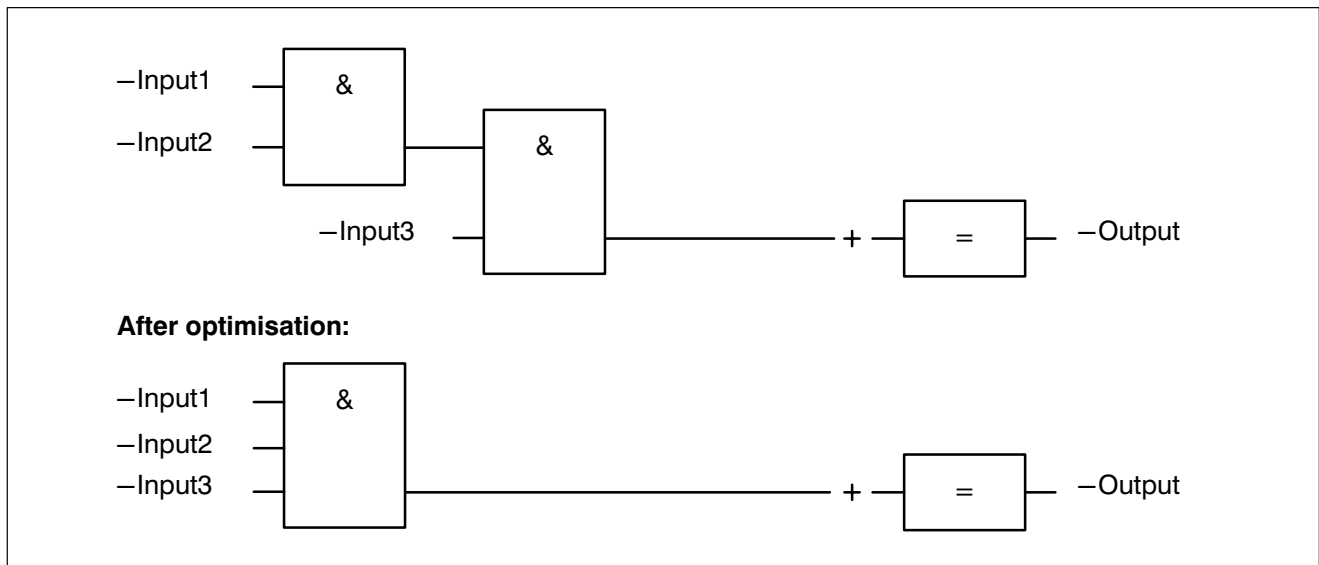 –Input1
&
–Input2
&
–Input3
+
=
–Output
After optimisation:
–Input1
&
–Input2
–Input3
+
=
–Output